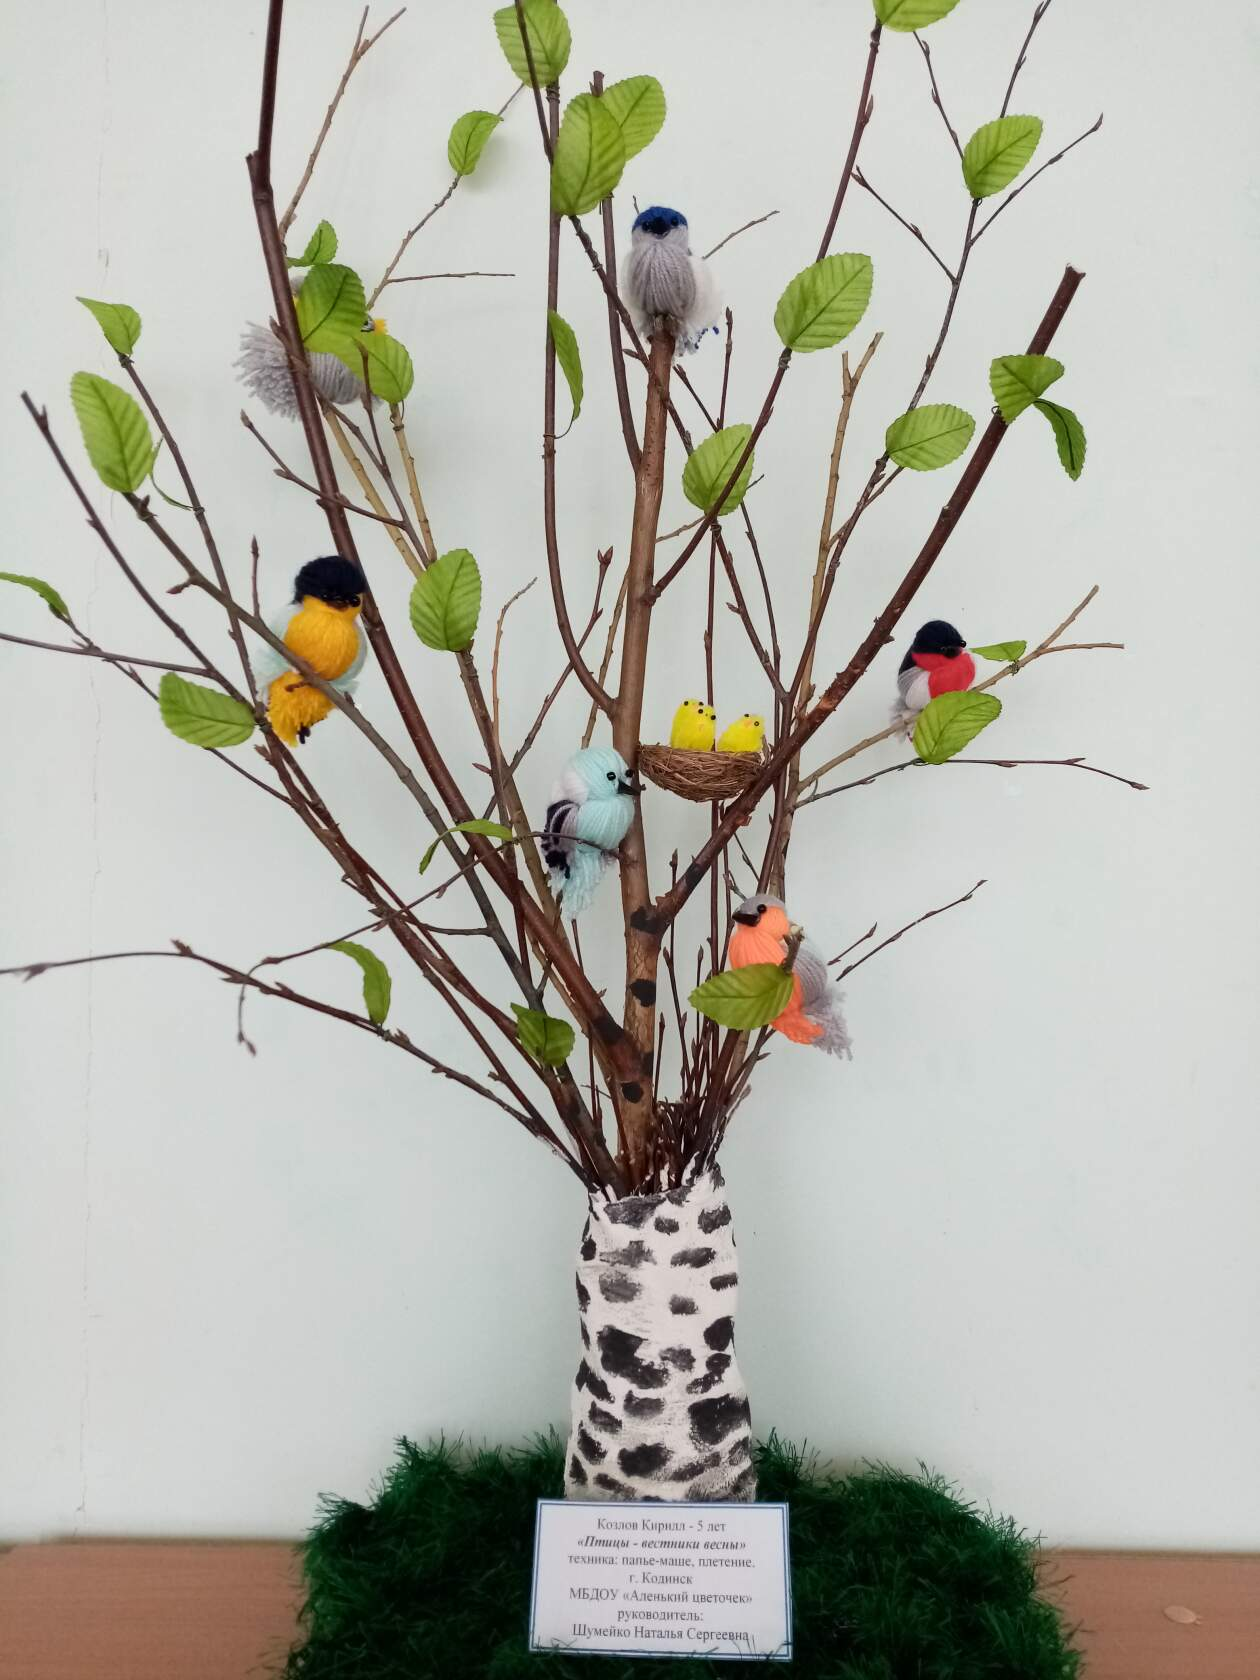 Козлов Кирилл - 5 лет
«Птицы - вестники весны»
техника: папье-маше, плетение.
г. Кодинск
МБДОУ «Аленький цветочек»
руководитель:
Шумейко Наталья Сергеевна